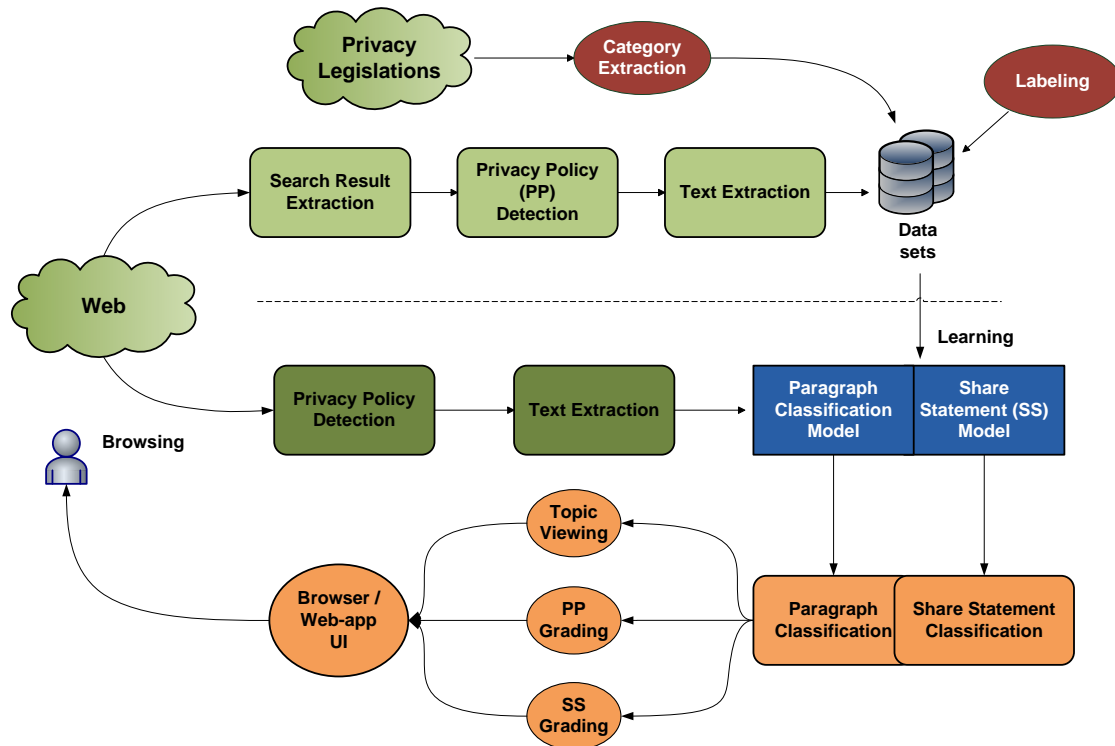 Privacy
Legislations
Category
Extraction
Labeling
Search Result
Extraction
Privacy Policy
(PP)
Detection
Text Extraction
Data
sets
Web
Learning
Privacy Policy
Detection
Text Extraction
Paragraph
Classification
Model
Share
Statement (SS)
Model
Browsing
Topic
Viewing
Browser /
Web-app
UI
PP
Grading
Paragraph
Classification
Share Statement
Classification
SS
Grading